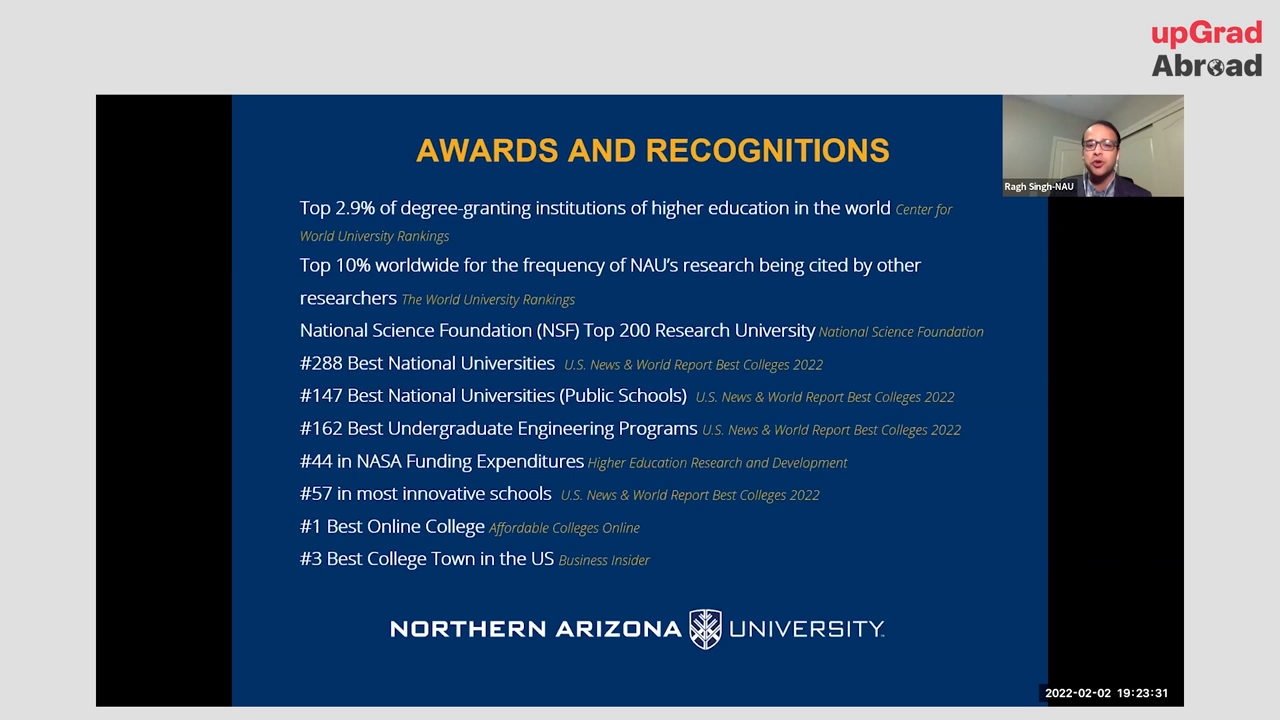 upGrad
Abroad
AWARDS AND RECOGNITIONS
Ragh Singh-NAU
Top 2.9% of degree-granting institutions of higher education in the world Center for
World University Rankings
Top 10% worldwide for the frequency of NAU’s research being cited by other
researchers The World University Rankings
National Science Foundation (NSF) Top 200 Research University National Science Foundation
#288 Best National Universities U.S. News & World Report Best Colleges 2022
#147 Best National Universities (Public Schools) U.S. News & World Report Best Colleges 2022
#162 Best Undergraduate Engineering Programs U.S. News & World Report Best Colleges 2022
#44 in NASA Funding Expenditures Higher Education Research and Development
#57 in most innovative schools U.S. News & World Report Best Colleges 2022
#1 Best Online College Affordable Colleges Online
#3 Best College Town in the US Business Insider
NORTHERN ARIZONA UNIVERSITY
2022-02-02 19:23:31